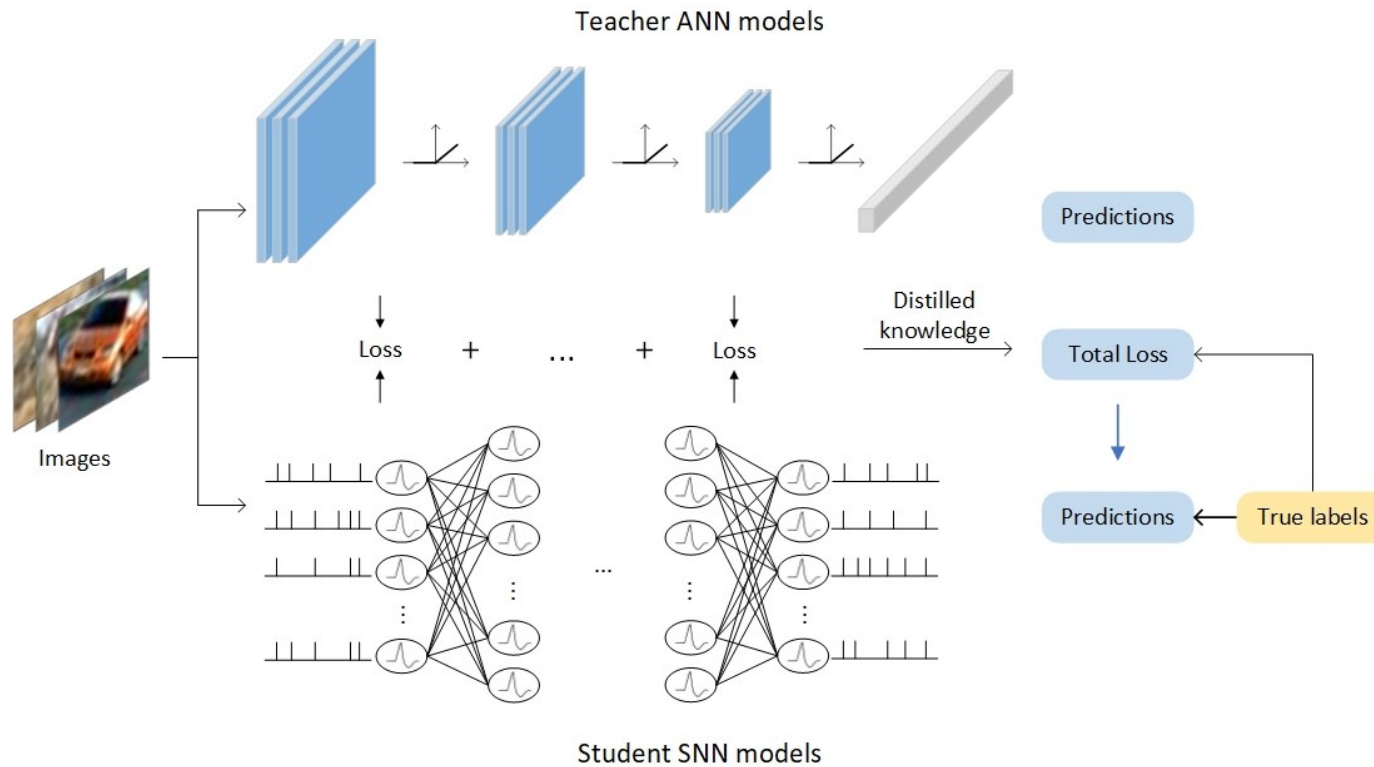 Teacher ANN models
Predictions
Distilled
knowledge
Loss + ... + Loss
Total Loss
Images
Predictions
True labels
...
Student SNN models